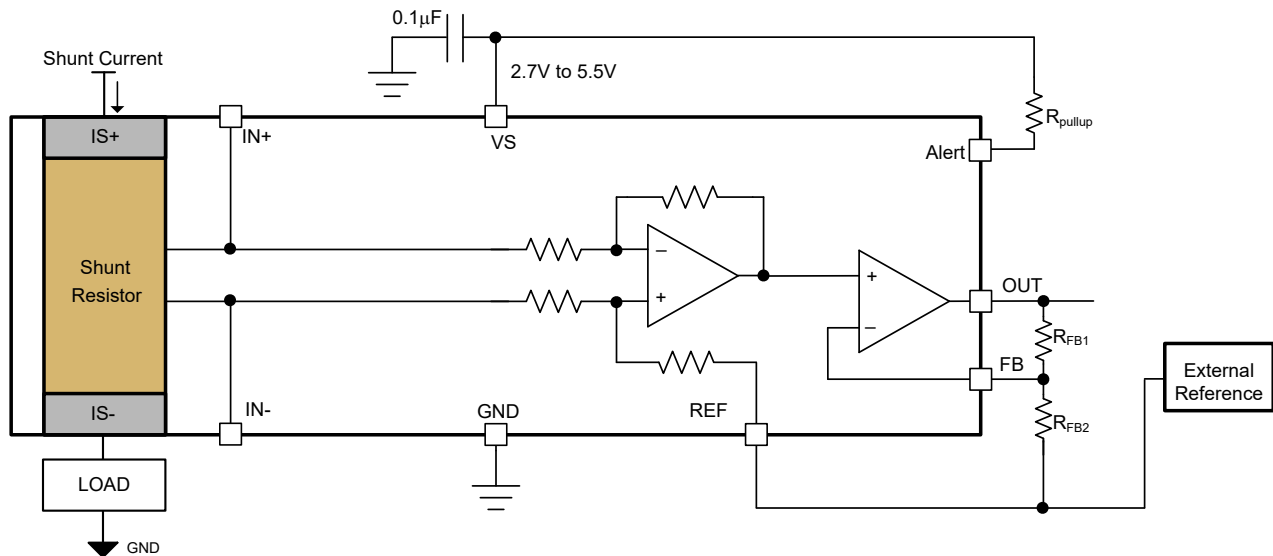 0.1μF
Shunt Current
2.7V to 5.5V
IS+
IN+
VS
Rpullup
Alert
−
+
Shunt
Resistor
+
−
OUT
RFB1
FB
External
Reference
IS-
IN-
GND
REF
RFB2
LOAD
GND